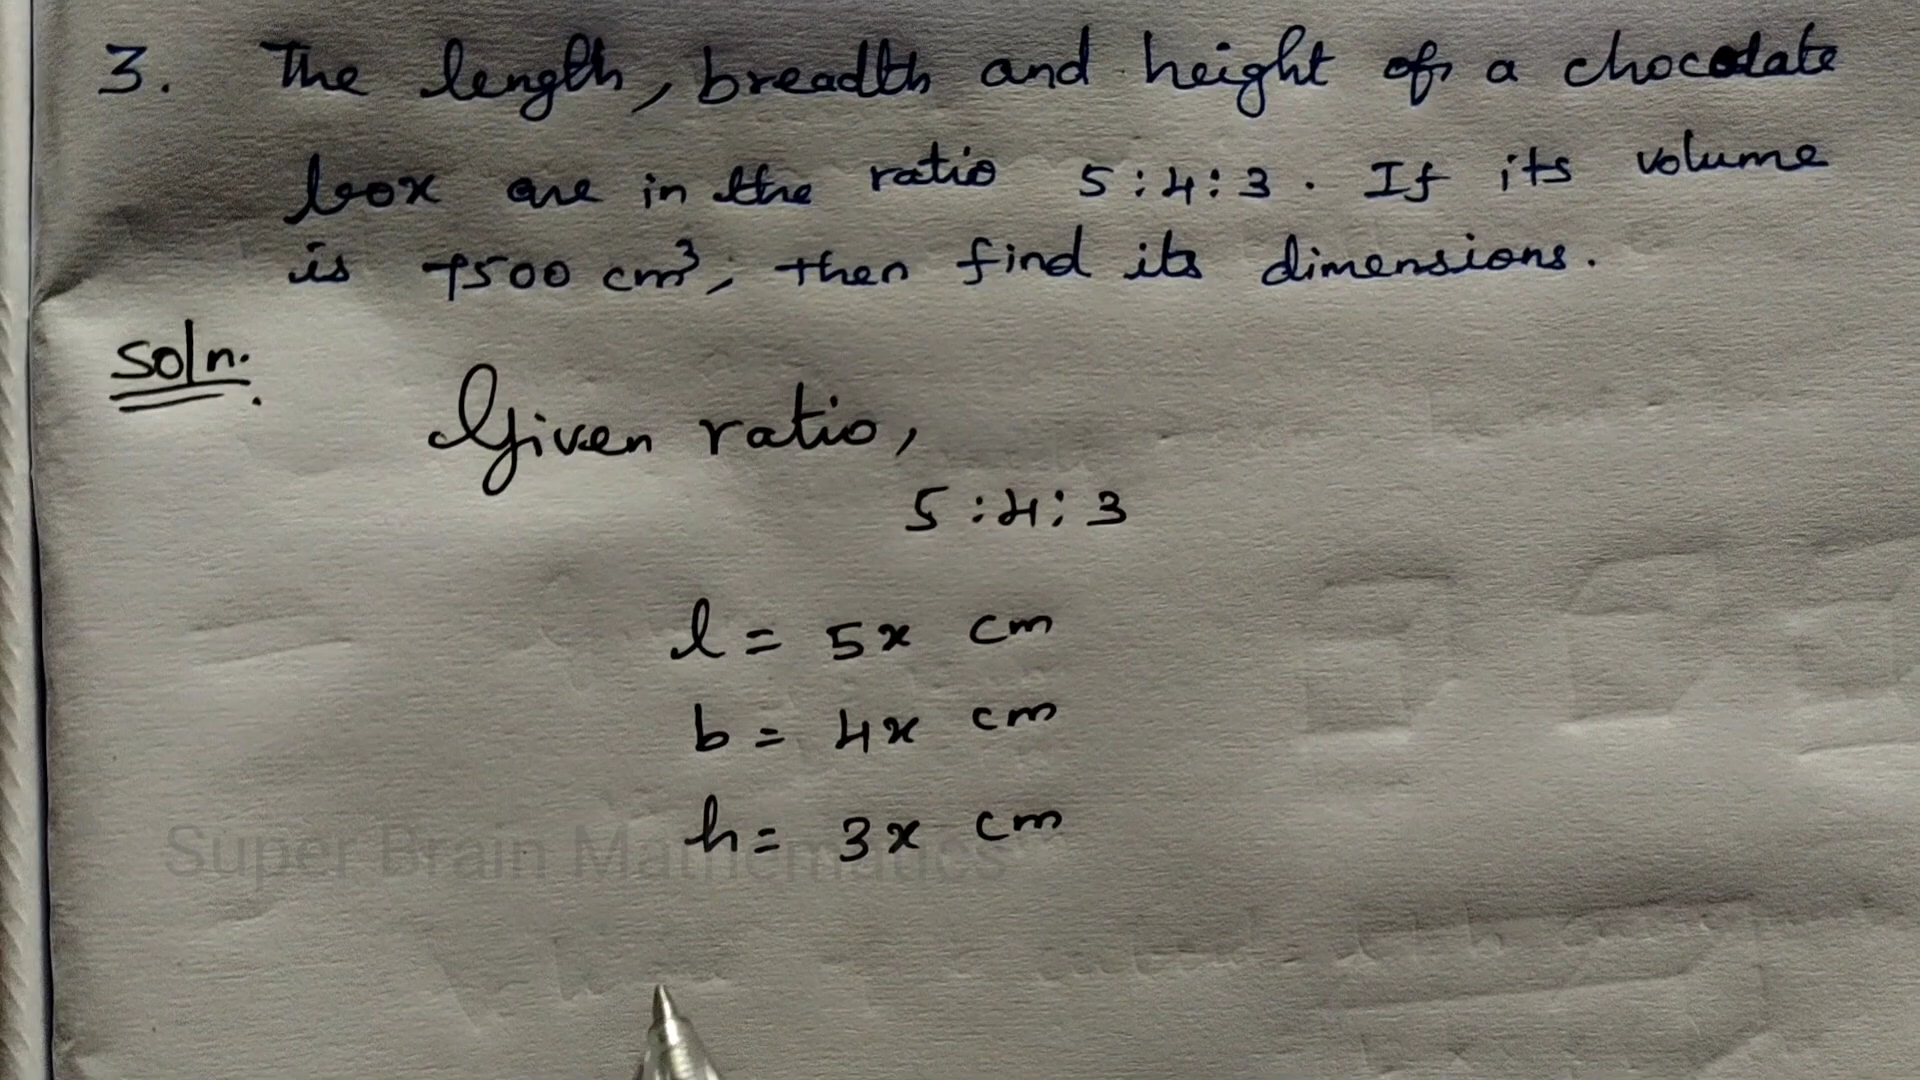 3. The length, breadth and height of a chocolate
box are in the ratio 5:4:3. If its volume
is 7500 cm³, then find its dimensions.
Soln.
Given ratio,
5:4:3
l = 5x cm
b = 4x cm
h = 3x cm
Super Brain Mathematics